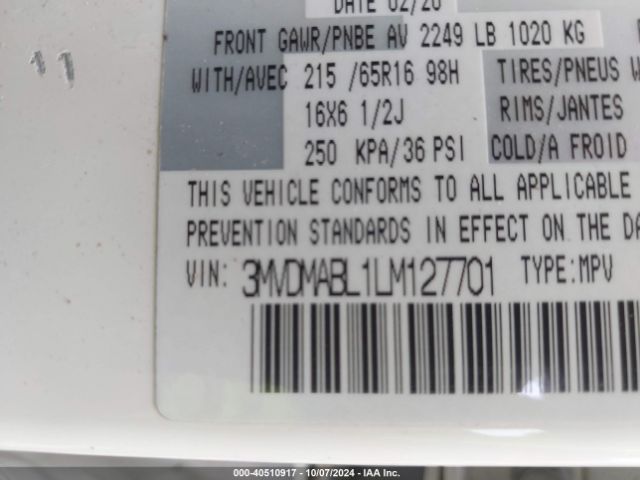 DATE 02/20
FRONT GAWR/PNBE AV 2249 LB 1020 KG
WITH/AVEC 215 /65R16 98H TIRES/PNEUS W
16X6 1/2J RIMS/JANTES
250 KPA/36 PSI COLD/A FROID
THIS VEHICLE CONFORMS TO ALL APPLICABLE
PREVENTION STANDARDS IN EFFECT ON THE DA
VIN: 3MVDMABL1LM127701 TYPE:MPV
11
000-40510917 | 10/07/2024 - IAA Inc.